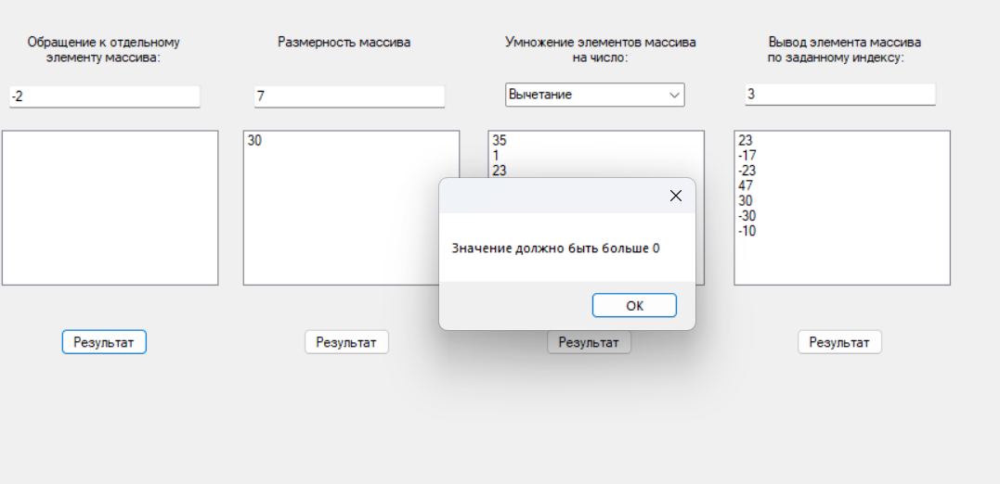 Обращение к отдельному
элементу массива:
Размерность массива
Умножение элементов массива
на число:
Вывод элемента массива
по заданному индексу:
-2
7
Вычетание
3
30
35
1
23
23
-17
-23
47
30
-30
-10
Значение должно быть больше 0
ОК
Результат
Результат
Результат
Результат